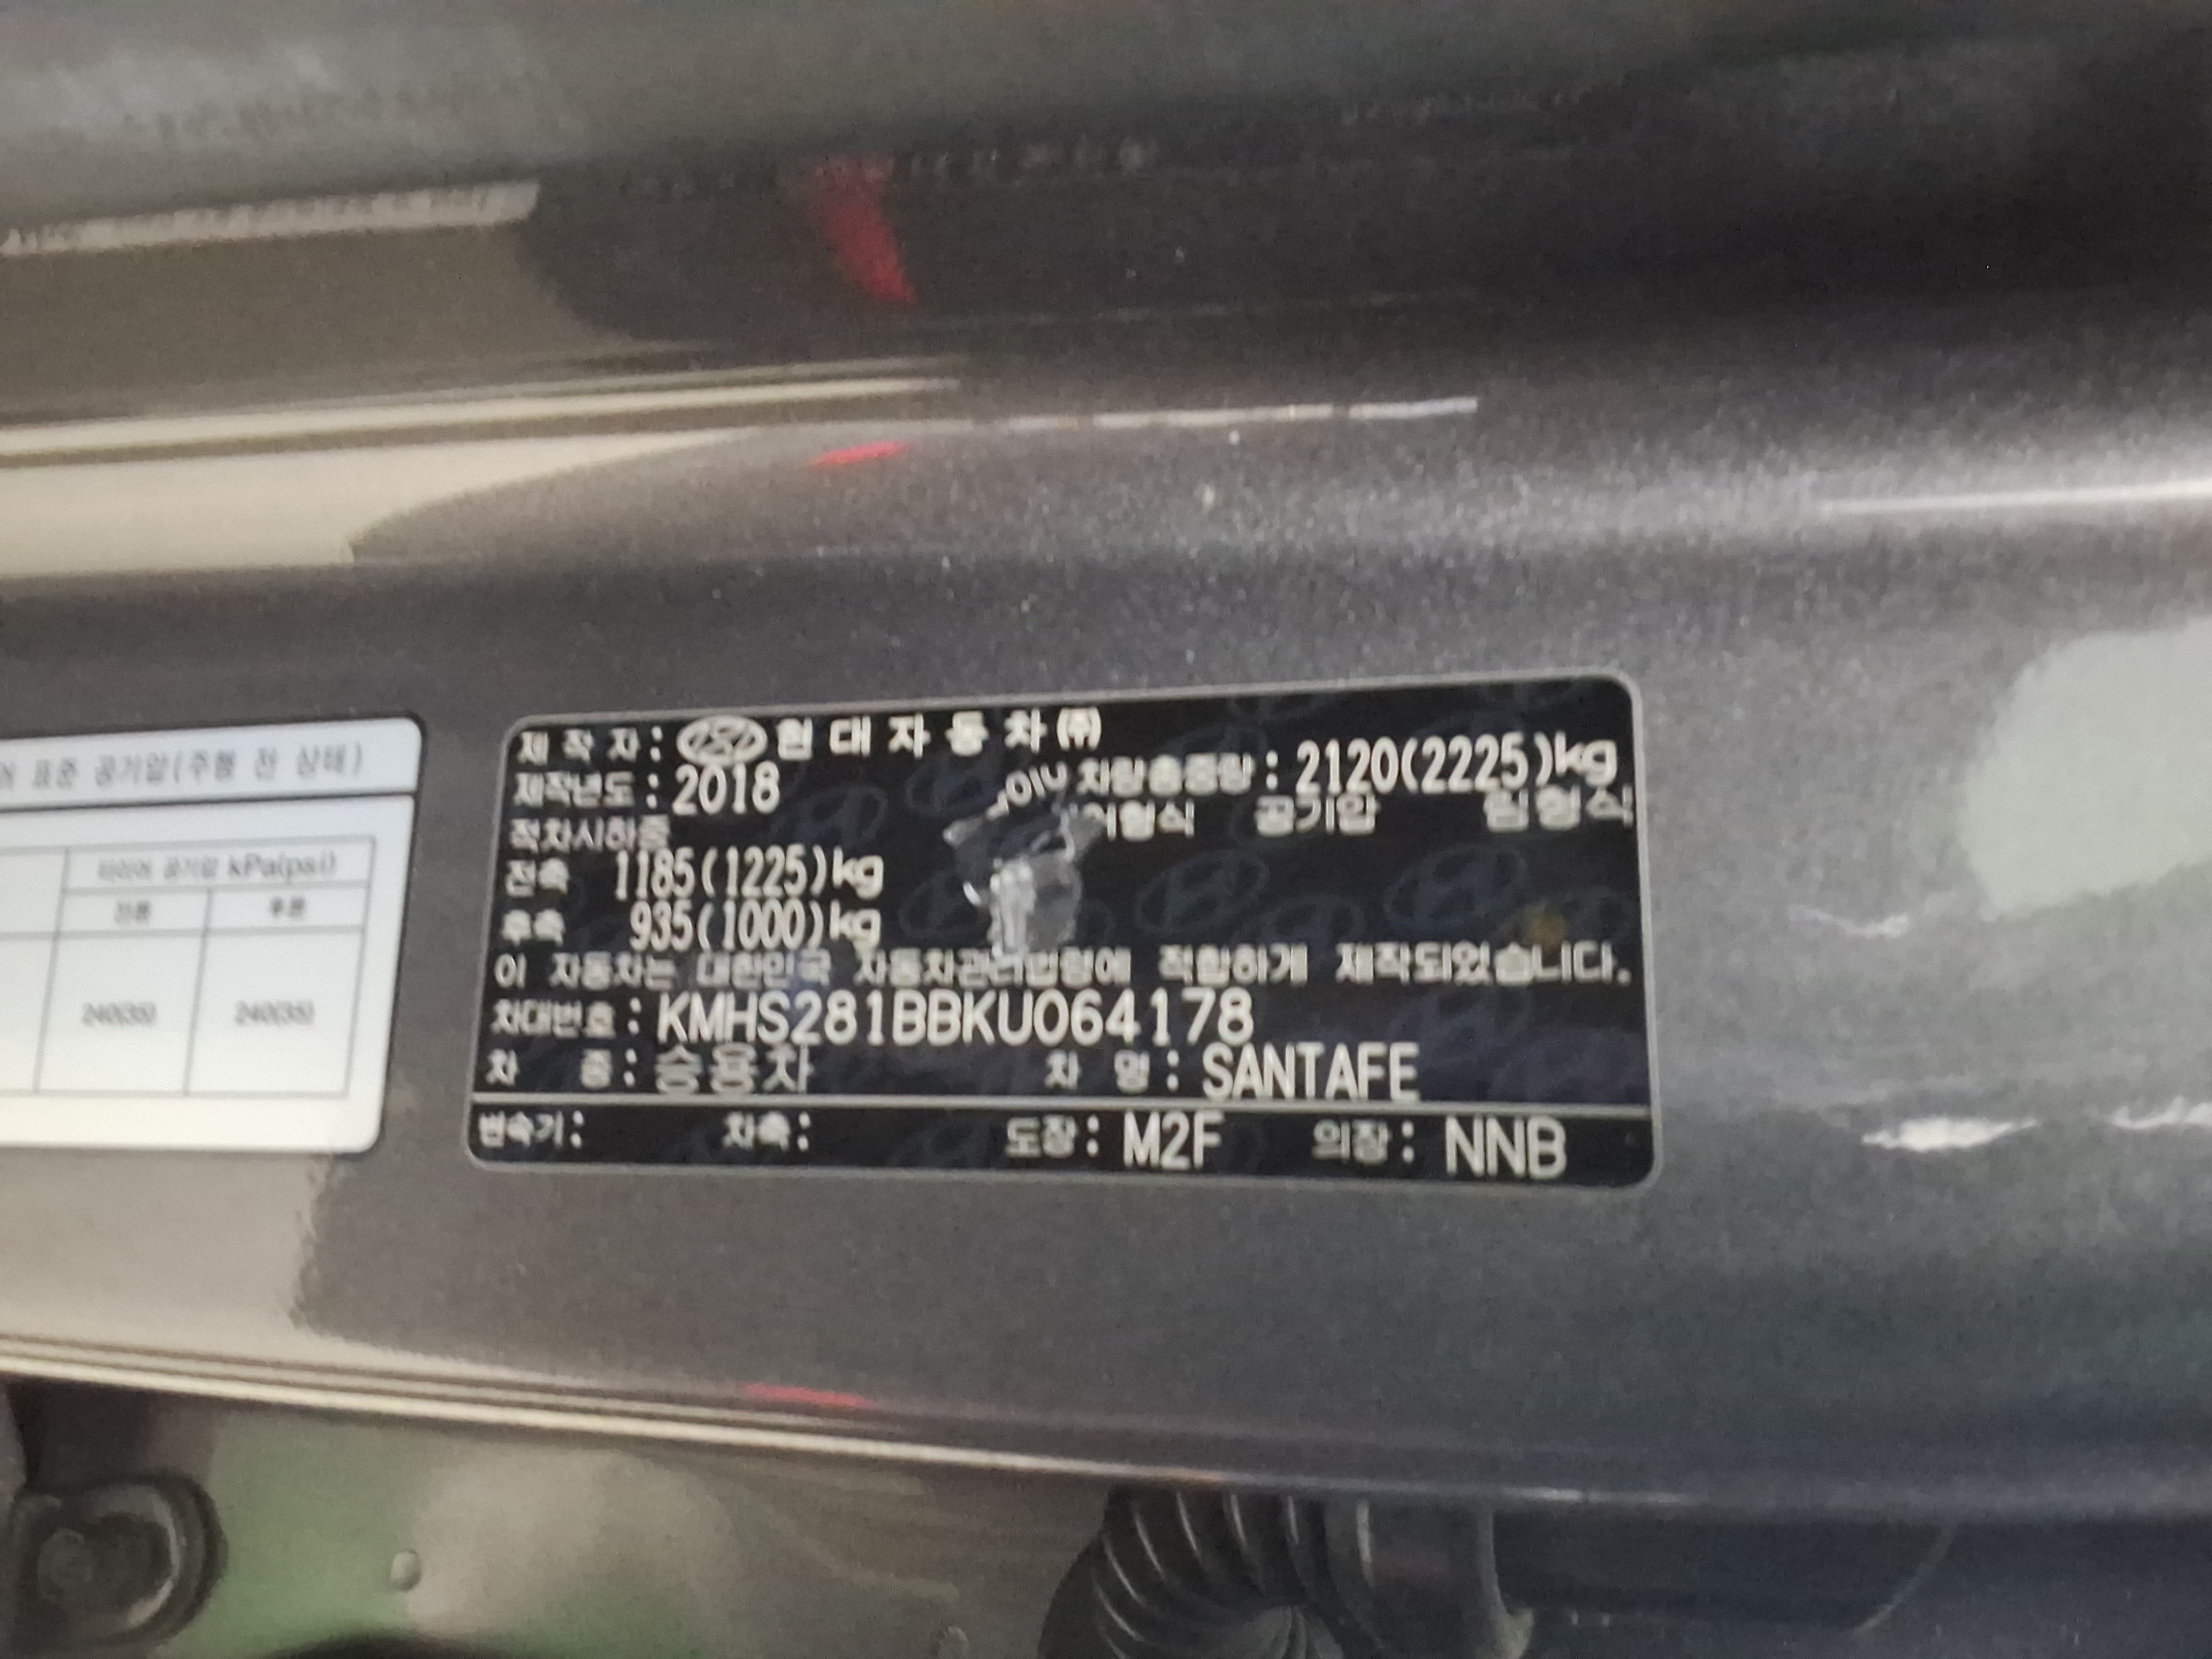 표준 공기압(주행 전 상태)
타이어 공기압 kPa(psi)
전륜 후륜
240(35) 240(35)
제작자: 현대자동차㈜
제작년도: 2018 차량총중량: 2120(2225)kg
적차시하중 어형식 공기압 림형식
전축 1185(1225)kg
후축 935(1000)kg
이 자동차는 대한민국 자동차관리법령에 적합하게 제작되었습니다.
차대번호: KMHS281BBKU064178
차 종: 승용차 차 명: SANTAFE
변속기: 차축: 도장: M2F 의장: NNB